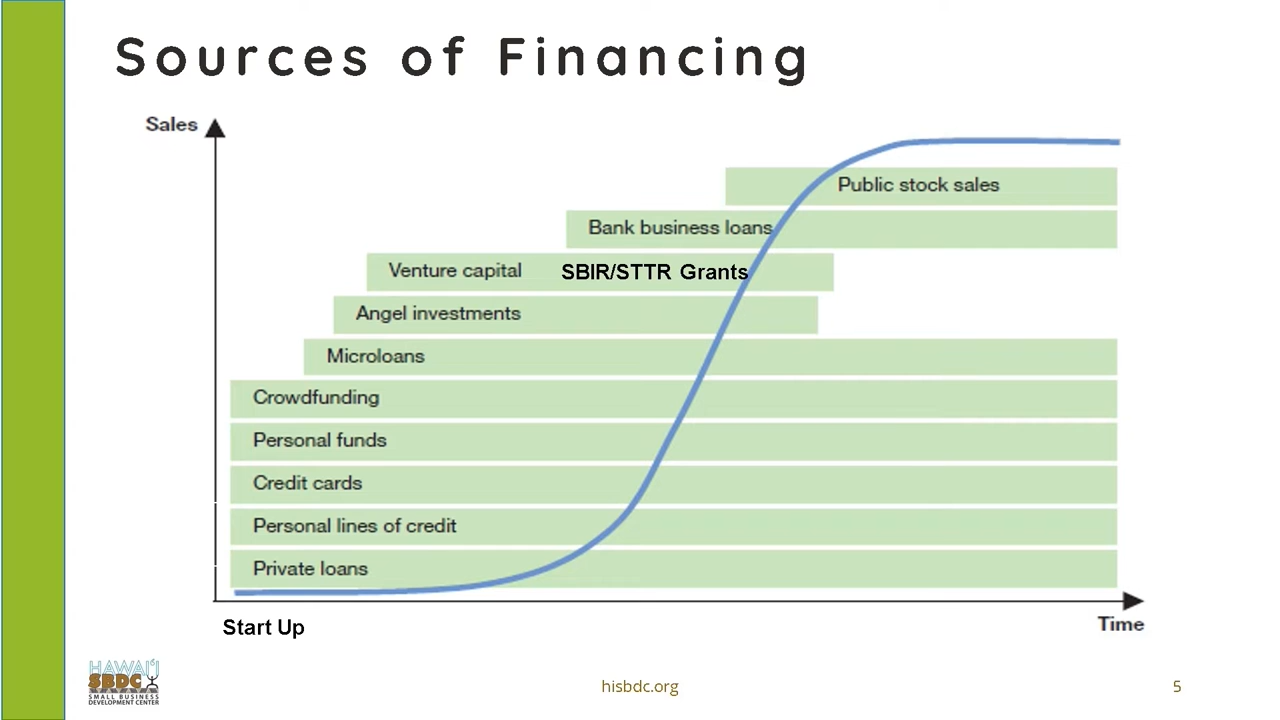 Sources of Financing
Sales
Public stock sales
Bank business loans
Venture capital SBIR/STTR Grants
Angel investments
Microloans
Crowdfunding
Personal funds
Credit cards
Personal lines of credit
Private loans
Start Up
Time
HAWAI‘I
SBDC
SMALL BUSINESS
DEVELOPMENT CENTER
hisbdc.org
5